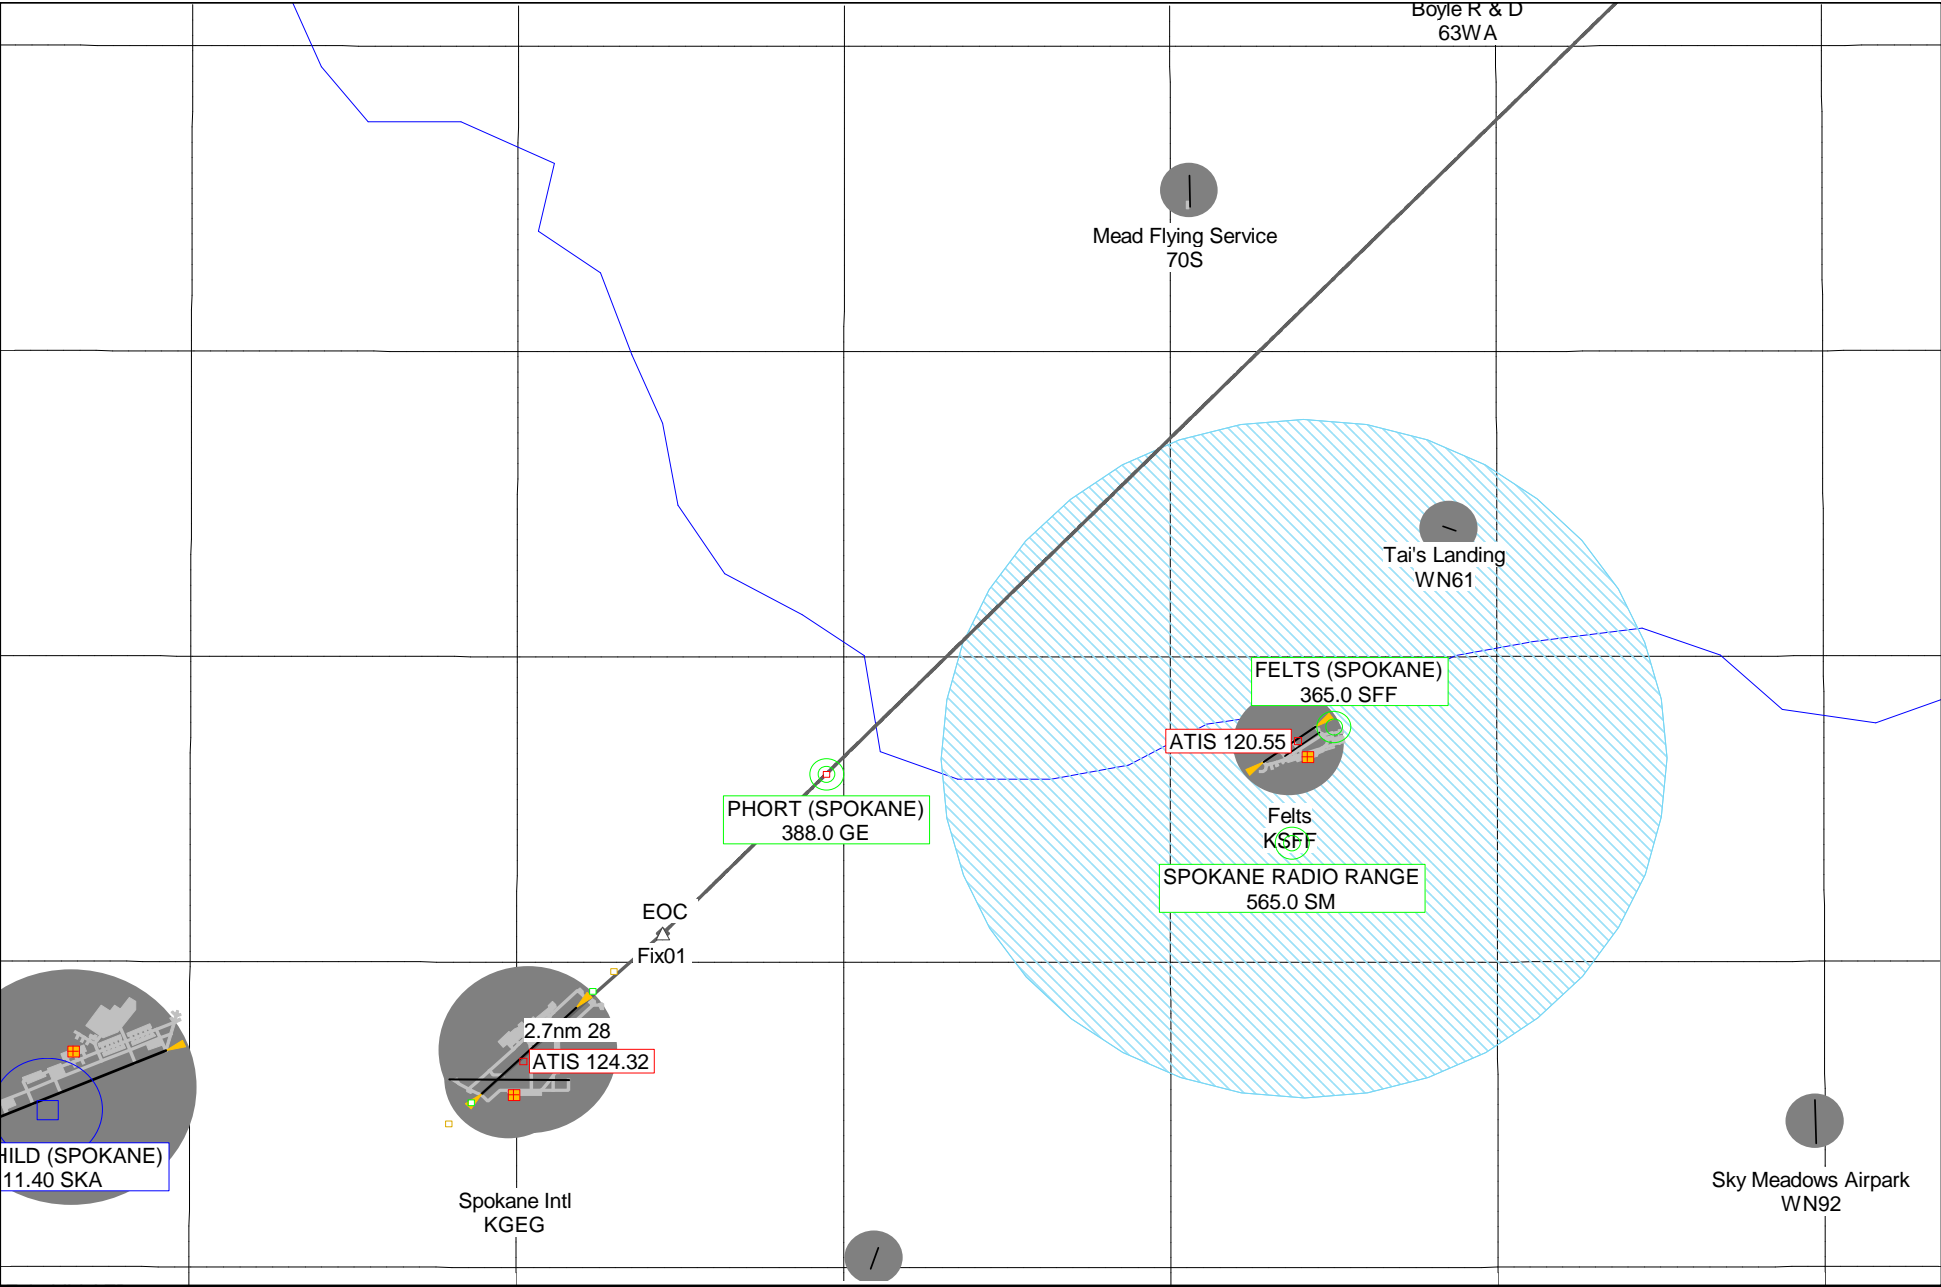 Boyle R & D
63WA
Mead Flying Service
70S
Tai's Landing
WN61
FELTS (SPOKANE)
365.0 SFF
ATIS 120.55
PHORT (SPOKANE)
388.0 GE
Felts
KSFF
SPOKANE RADIO RANGE
565.0 SM
EOC
Fix01
2.7nm 28
ATIS 124.32
HILD (SPOKANE)
11.40 SKA
Spokane Intl
KGEG
Sky Meadows Airpark
WN92